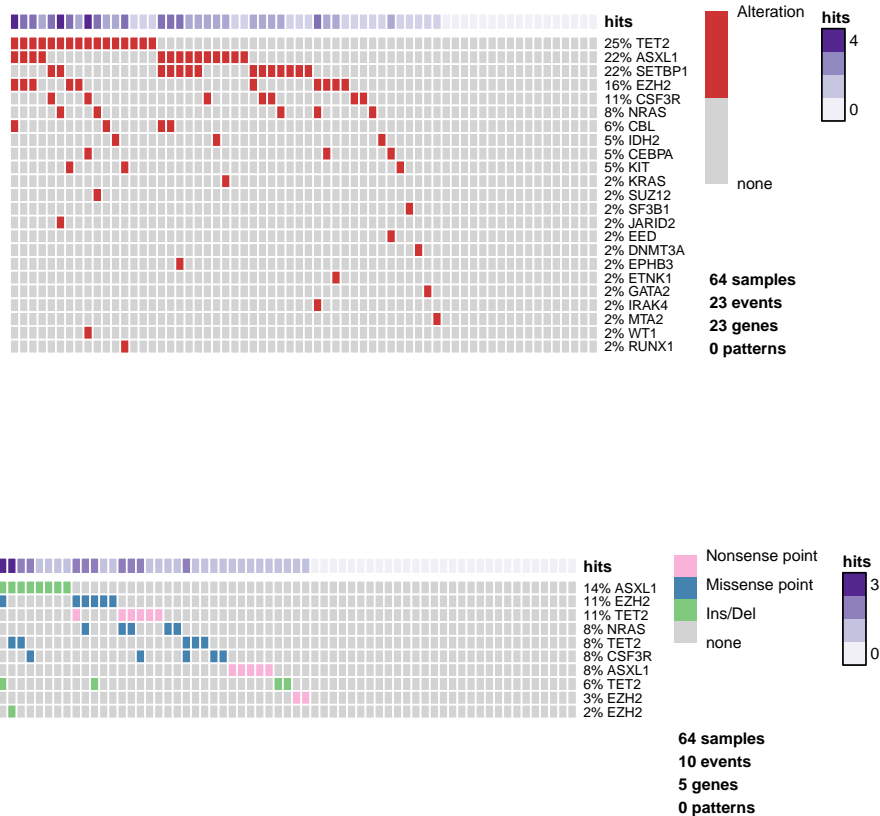 hits
25% TET2
22% ASXL1
22% SETBP1
16% EZH2
11% CSF3R
8% NRAS
6% CBL
5% IDH2
5% CEBPA
5% KIT
2% KRAS
2% SUZ12
2% SF3B1
2% JARID2
2% EED
2% DNMT3A
2% EPHB3
2% ETNK1
2% GATA2
2% IRAK4
2% MTA2
2% WT1
2% RUNX1
Alteration
none
hits
4
0
64 samples
23 events
23 genes
0 patterns
hits
14% ASXL1
11% EZH2
11% TET2
8% NRAS
8% TET2
8% CSF3R
8% ASXL1
6% TET2
3% EZH2
2% EZH2
Nonsense point
Missense point
Ins/Del
none
hits
3
0
64 samples
10 events
5 genes
0 patterns